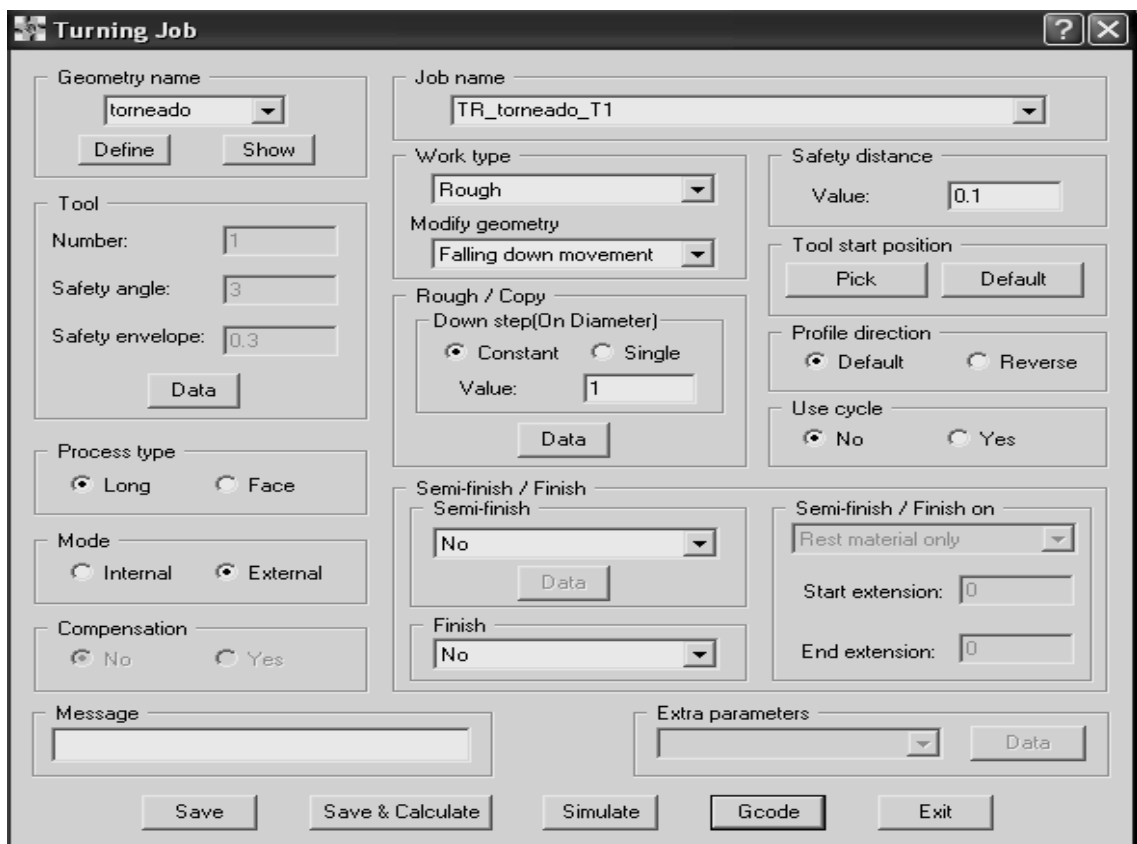 Turning Job
Geometry name
torneado
Define
Show
Job name
TR_torneado_T1
Tool
Number:
1
Safety angle:
3
Safety envelope:
0.3
Data
Work type
Rough
Modify geometry
Falling down movement
Safety distance
Value:
0.1
Tool start position
Pick
Default
Rough / Copy
Down step(On Diameter)
Constant
Single
Value:
1
Data
Profile direction
Default
Reverse
Use cycle
No
Yes
Process type
Long
Face
Mode
Internal
External
Compensation
No
Yes
Semi-finish / Finish
Semi-finish
No
Data
Finish
No
Semi-finish / Finish on
Rest material only
Start extension:
0
End extension:
0
Message
Extra parameters
Data
Save
Save & Calculate
Simulate
Gcode
Exit